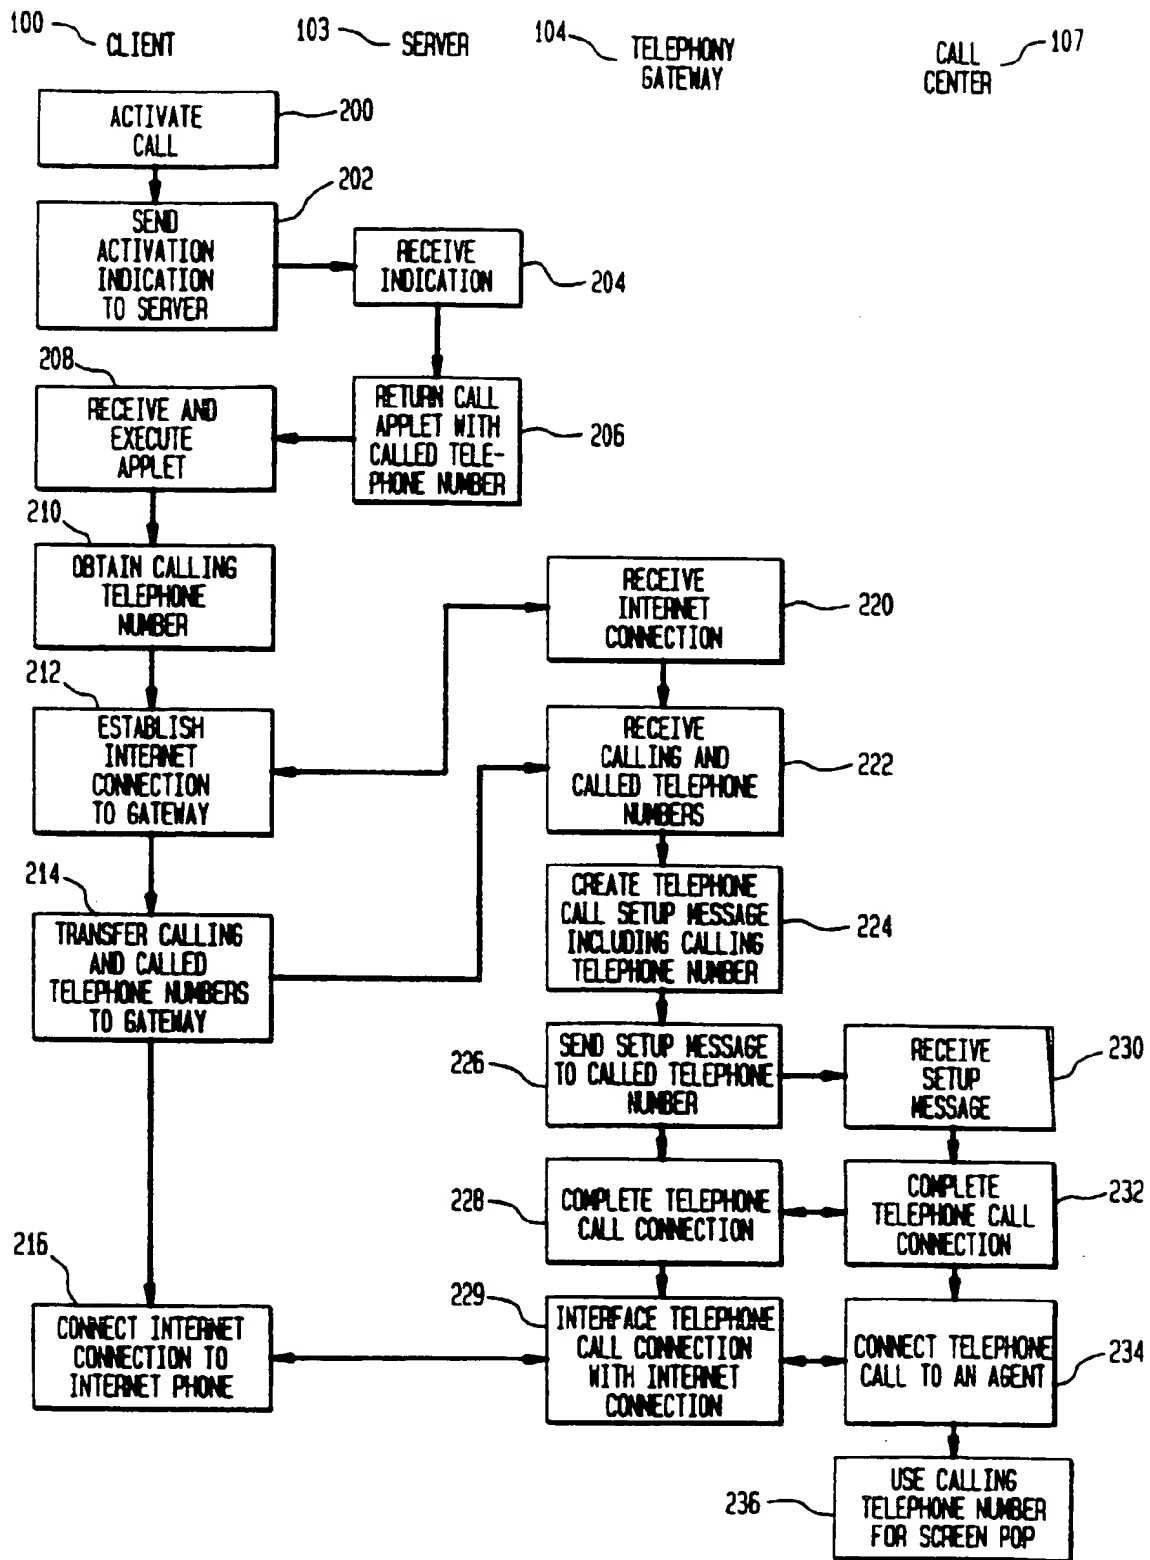 100
CLIENT
103
SERVER
104
TELEPHONY
GATEWAY
CALL
CENTER
107
ACTIVATE
CALL
200
SEND
ACTIVATION
INDICATION
TO SERVER
202
RECEIVE
INDICATION
204
208
RECEIVE AND
EXECUTE
APPLET
RETURN CALL
APPLET WITH
CALLED TELE-
PHONE NUMBER
206
210
OBTAIN CALLING
TELEPHONE
NUMBER
RECEIVE
INTERNET
CONNECTION
220
212
ESTABLISH
INTERNET
CONNECTION
TO GATEWAY
RECEIVE
CALLING AND
CALLED TELEPHONE
NUMBERS
222
214
TRANSFER CALLING
AND CALLED
TELEPHONE NUMBERS
TO GATEWAY
CREATE TELEPHONE
CALL SETUP MESSAGE
INCLUDING CALLING
TELEPHONE NUMBER
224
226
SEND SETUP MESSAGE
TO CALLED TELEPHONE
NUMBER
RECEIVE
SETUP
MESSAGE
230
228
COMPLETE TELEPHONE
CALL CONNECTION
COMPLETE
TELEPHONE CALL
CONNECTION
232
216
CONNECT INTERNET
CONNECTION TO
INTERNET PHONE
229
INTERFACE TELEPHONE
CALL CONNECTION
WITH INTERNET
CONNECTION
CONNECT TELEPHONE
CALL TO AN AGENT
234
236
USE CALLING
TELEPHONE NUMBER
FOR SCREEN POP